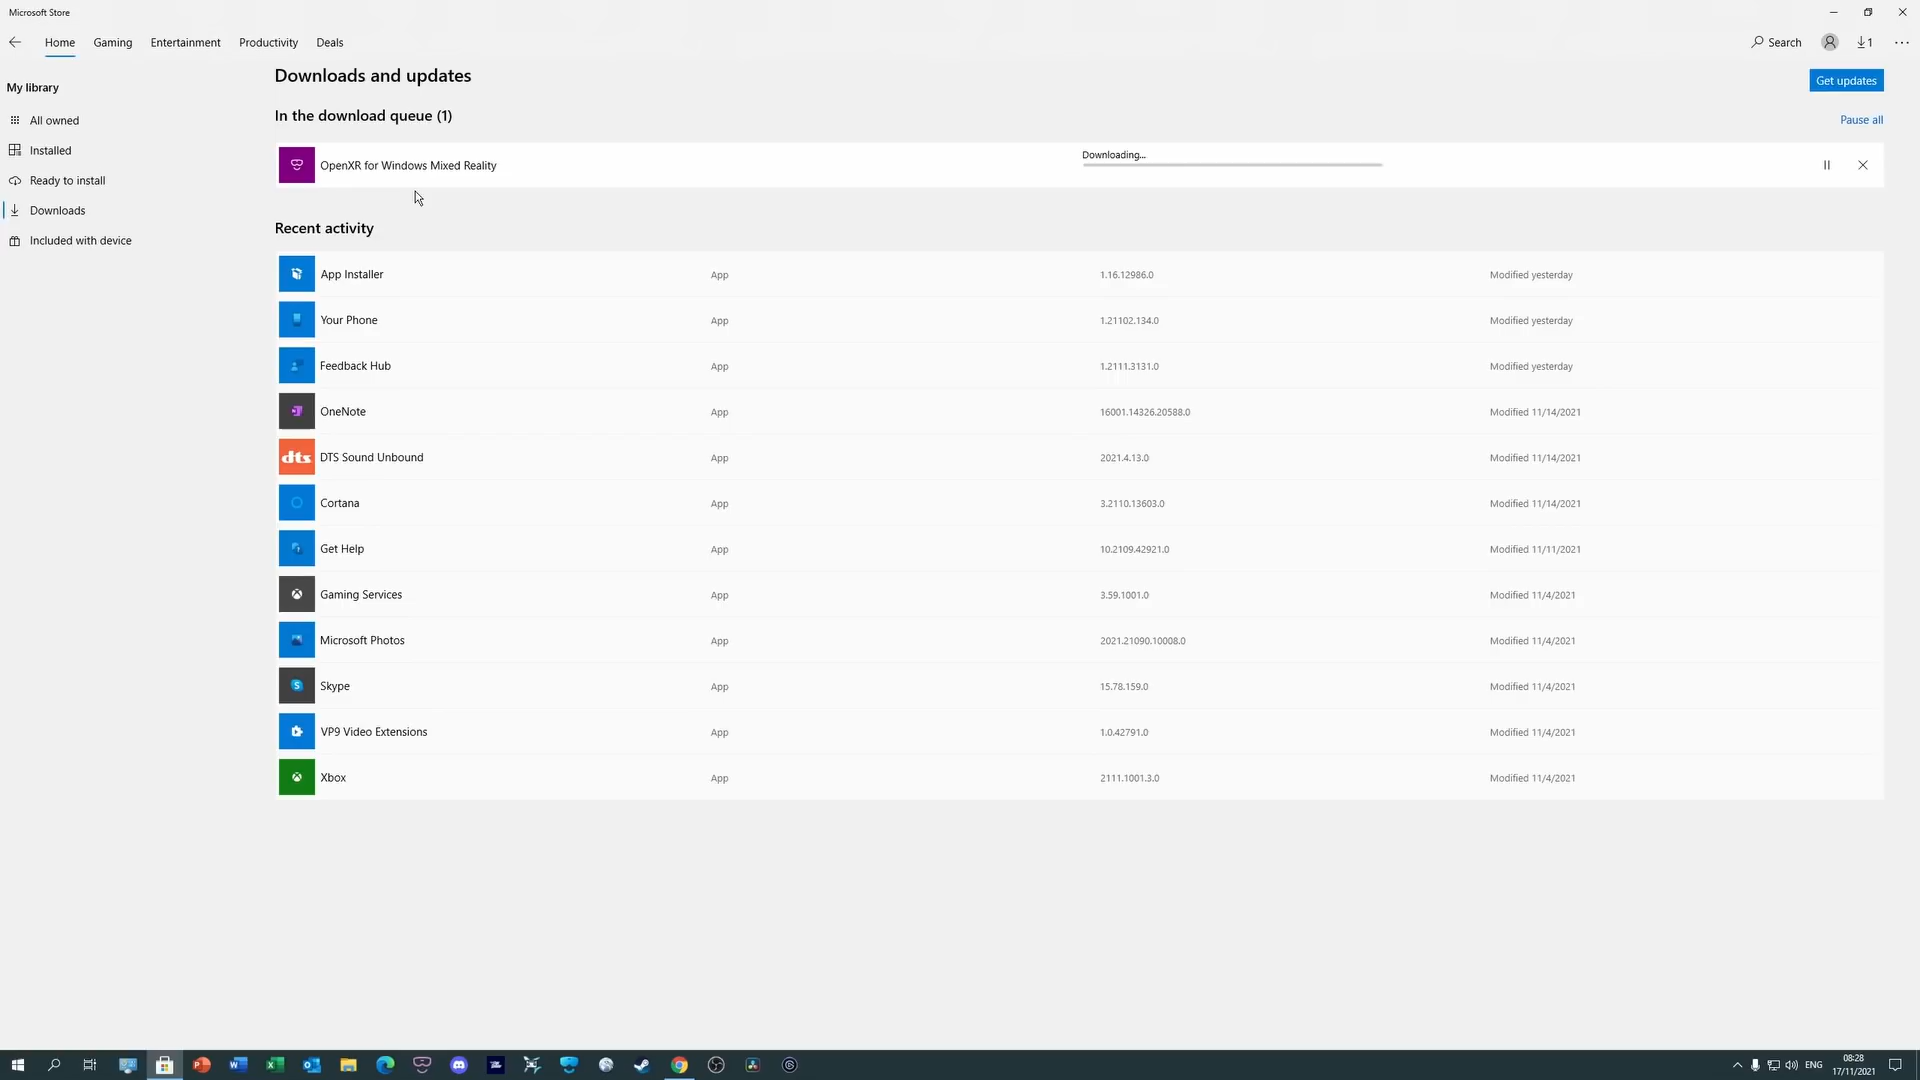 Microsoft Store
Home Gaming Entertainment Productivity Deals
Search
1
My library
All owned
Installed
Ready to install
Downloads
Included with device
Downloads and updates
Get updates
In the download queue (1)
Pause all
OpenXR for Windows Mixed Reality
Downloading...
Recent activity
App Installer App 1.16.12986.0 Modified yesterday
Your Phone App 1.21102.134.0 Modified yesterday
Feedback Hub App 1.2111.3131.0 Modified yesterday
OneNote App 16001.14326.20588.0 Modified 11/14/2021
dts DTS Sound Unbound App 2021.4.13.0 Modified 11/14/2021
Cortana App 3.2110.13603.0 Modified 11/14/2021
Get Help App 10.2109.42921.0 Modified 11/11/2021
Gaming Services App 3.59.1001.0 Modified 11/4/2021
Microsoft Photos App 2021.21090.10008.0 Modified 11/4/2021
Skype App 15.78.159.0 Modified 11/4/2021
VP9 Video Extensions App 1.0.42791.0 Modified 11/4/2021
Xbox App 2111.1001.3.0 Modified 11/4/2021
ENG
08:28
17/11/2021